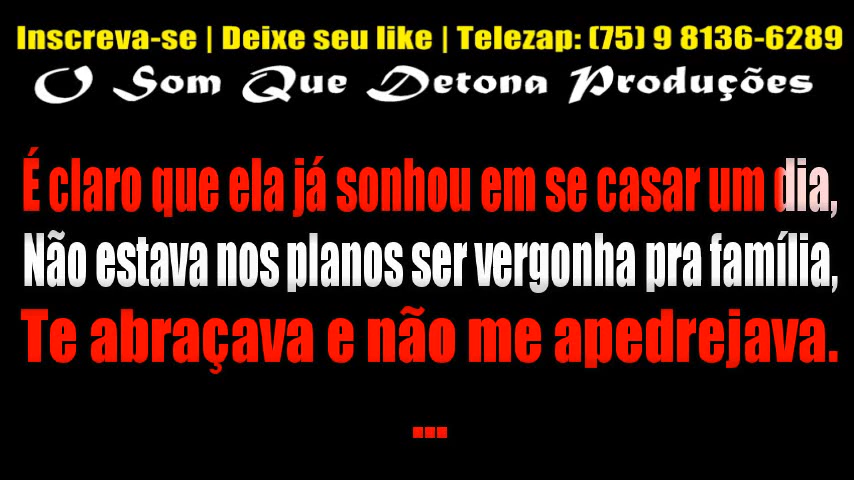 Inscreva-se | Deixe seu like | Telezap: (75) 9 8136-6289
O Som Que Detona Produções
É claro que ela já sonhou em se casar um dia,
Não estava nos planos ser vergonha pra família,
Te abraçava e não me apedrejava.
...